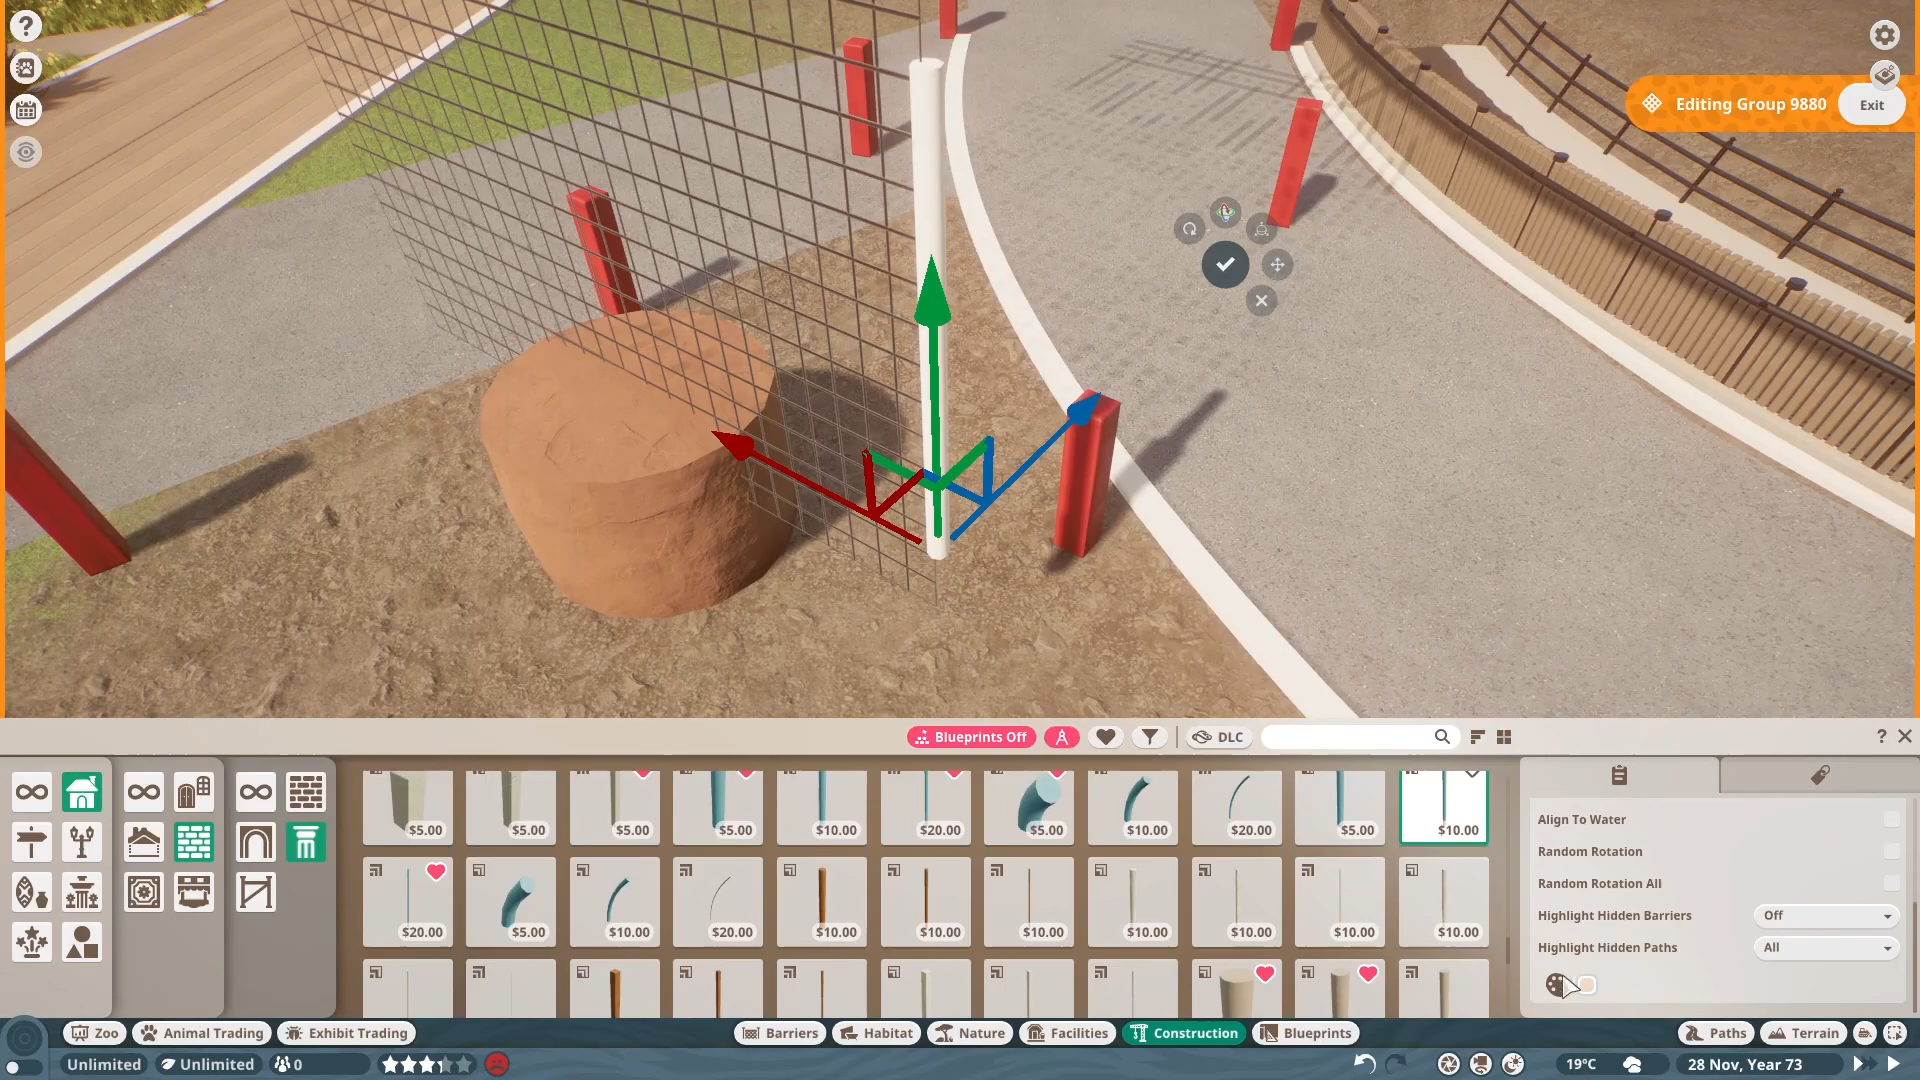 Editing Group 9880
Exit
Blueprints Off
DLC
$5.00
$5.00
$5.00
$5.00
$10.00
$20.00
$5.00
$10.00
$20.00
$5.00
$10.00
$20.00
$5.00
$10.00
$20.00
$10.00
$10.00
$10.00
$10.00
$10.00
$10.00
$10.00
Align To Water
Random Rotation
Random Rotation All
Highlight Hidden Barriers
Off
Highlight Hidden Paths
All
Zoo
Animal Trading
Exhibit Trading
Barriers
Habitat
Nature
Facilities
Construction
Blueprints
Paths
Terrain
Unlimited
Unlimited
0
19°C
28 Nov, Year 73